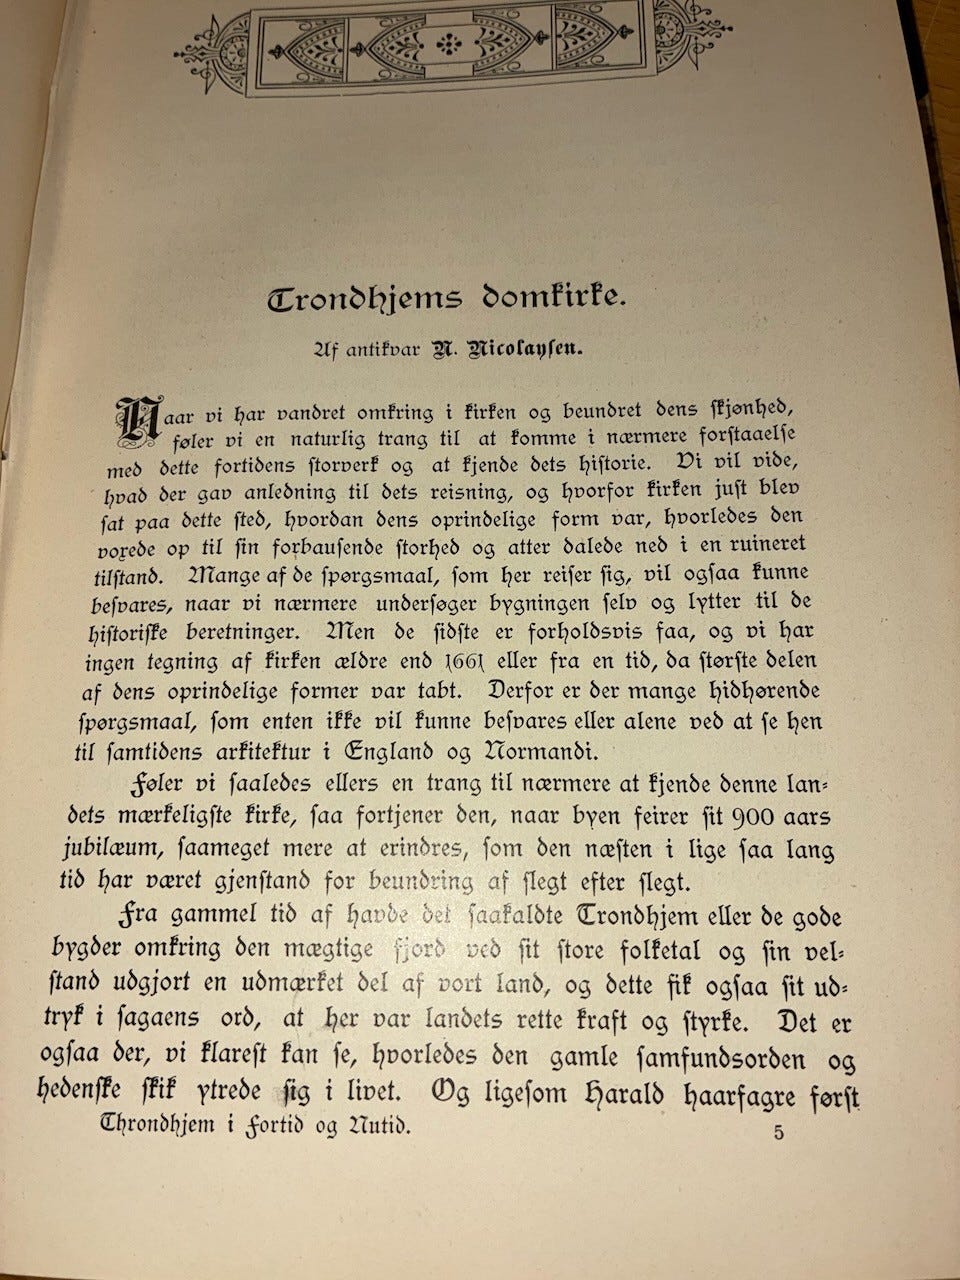 Trondhjems domkirke.
Af antikvar N. Nicolaysen.
Naar vi har vandret omkring i kirken og beundret dens skjønhed,
føler vi en naturlig trang til at komme i nærmere forstaaelse
med dette fortidens storverk og at kjende dets historie. Vi vil vide,
hvad der gav anledning til dets reisning, og hvorfor kirken just blev
sat paa dette sted, hvordan dens oprindelige form var, hvorledes den
voxede op til sin forbausende storhed og atter dalede ned i en ruineret
tilstand. Mange af de spørgsmaal, som her reiser sig, vil ogsaa kunne
besvares, naar vi nærmere undersøger bygningen selv og lytter til de
historiske beretninger. Men de sidste er forholdsvis faa, og vi har
ingen tegning af kirken ældre end 1661 eller fra en tid, da største delen
af dens oprindelige former var tabt. Derfor er der mange hidhørende
spørgsmaal, som enten ikke vil kunne besvares eller alene ved at se hen
til samtidens arkitektur i England og Normandi.
Føler vi saaledes ellers en trang til nærmere at kjende denne lan-
dets mærkeligste kirke, saa fortjener den, naar byen feirer sit 900 aars
jubilæum, saameget mere at erindres, som den næsten i lige saa lang
tid har været gjenstand for beundring af slegt efter slegt.
Fra gammel tid af havde det saakaldte Trondhjem eller de gode
bygder omkring den mægtige fjord ved sit store folketal og sin vel-
stand udgjort en udmærket del af vort land, og dette fik ogsaa sit ud-
tryk i sagaens ord, at her var landets rette kraft og styrke. Det er
ogsaa der, vi klarest kan se, hvorledes den gamle samfundsorden og
hedenske skik ytrede sig i livet. Og ligesom Harald haarfagre først
Throndhjem i Fortid og Nutid.
5